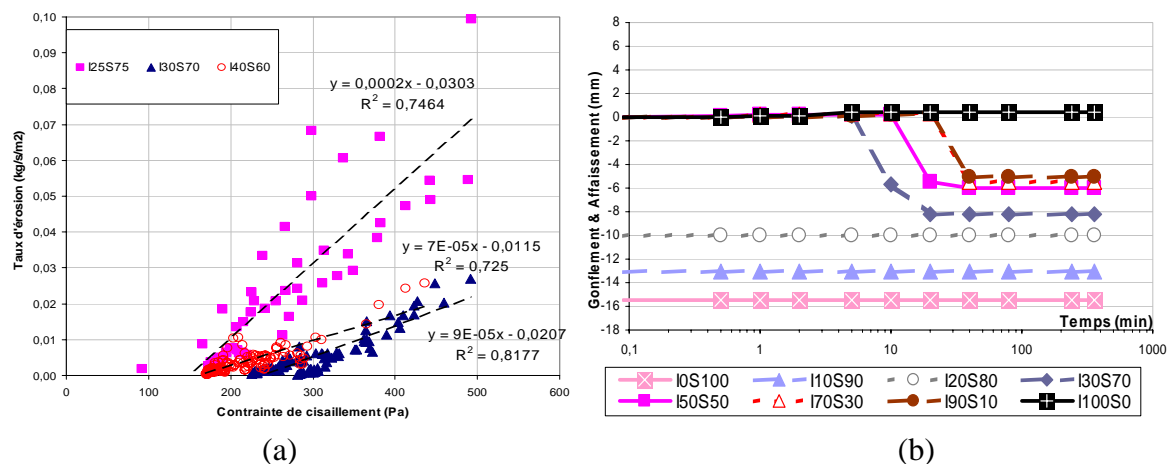 0,10
0,09
0,08
0,07
0,06
0,05
0,04
0,03
0,02
0,01
0,00
Taux d'érosion (kg/s/m2)
I25S75 I30S70 I40S60
y = 0,0002x - 0,0303
R² = 0,7464
y = 7E-05x - 0,0115
R² = 0,725
y = 9E-05x - 0,0207
R² = 0,8177
0 100 200 300 400 500 600
Contrainte de cisaillement (Pa)
(a)
8
6
4
2
0
-2
-4
-6
-8
-10
-12
-14
-16
-18
Gonflement & Affaissement (mm)
Temps (min)
0,1 1 10 100 1000
I0S100 I10S90 I20S80 I30S70
I50S50 I70S30 I90S10 I100S0
(b)